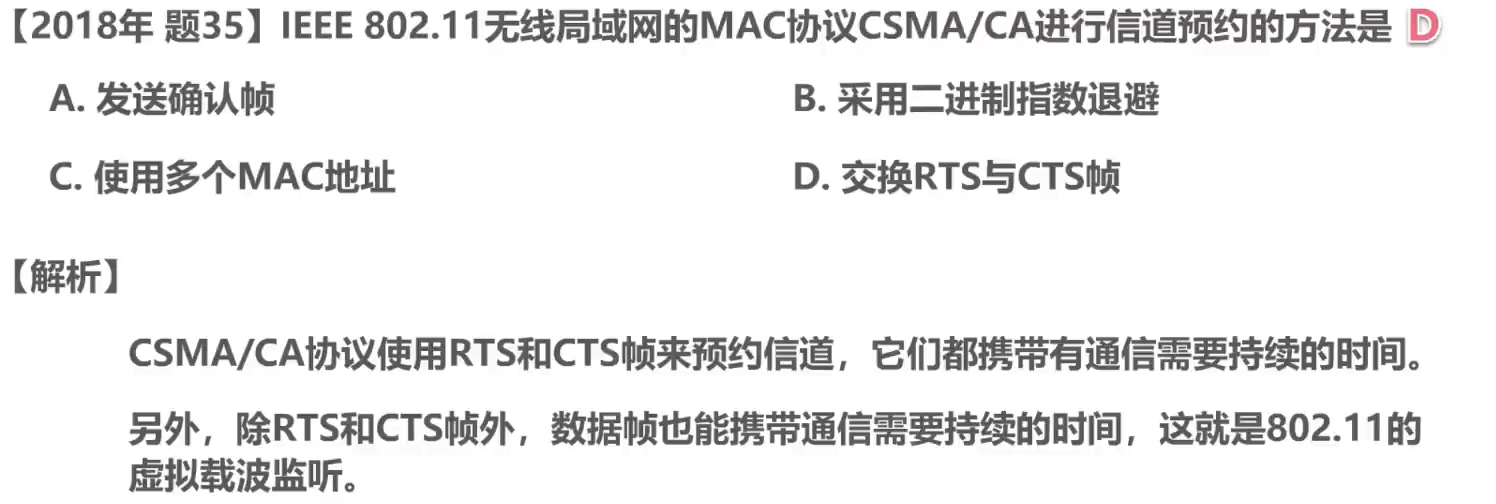 【2018年 题35】IEEE 802.11无线局域网的MAC协议CSMA/CA进行信道预约的方法是 D
A. 发送确认帧 B. 采用二进制指数退避
C. 使用多个MAC地址 D. 交换RTS与CTS帧
【解析】
CSMA/CA协议使用RTS和CTS帧来预约信道，它们都携带有通信需要持续的时间。
另外，除RTS和CTS帧外，数据帧也能携带通信需要持续的时间，这就是802.11的
虚拟载波监听。